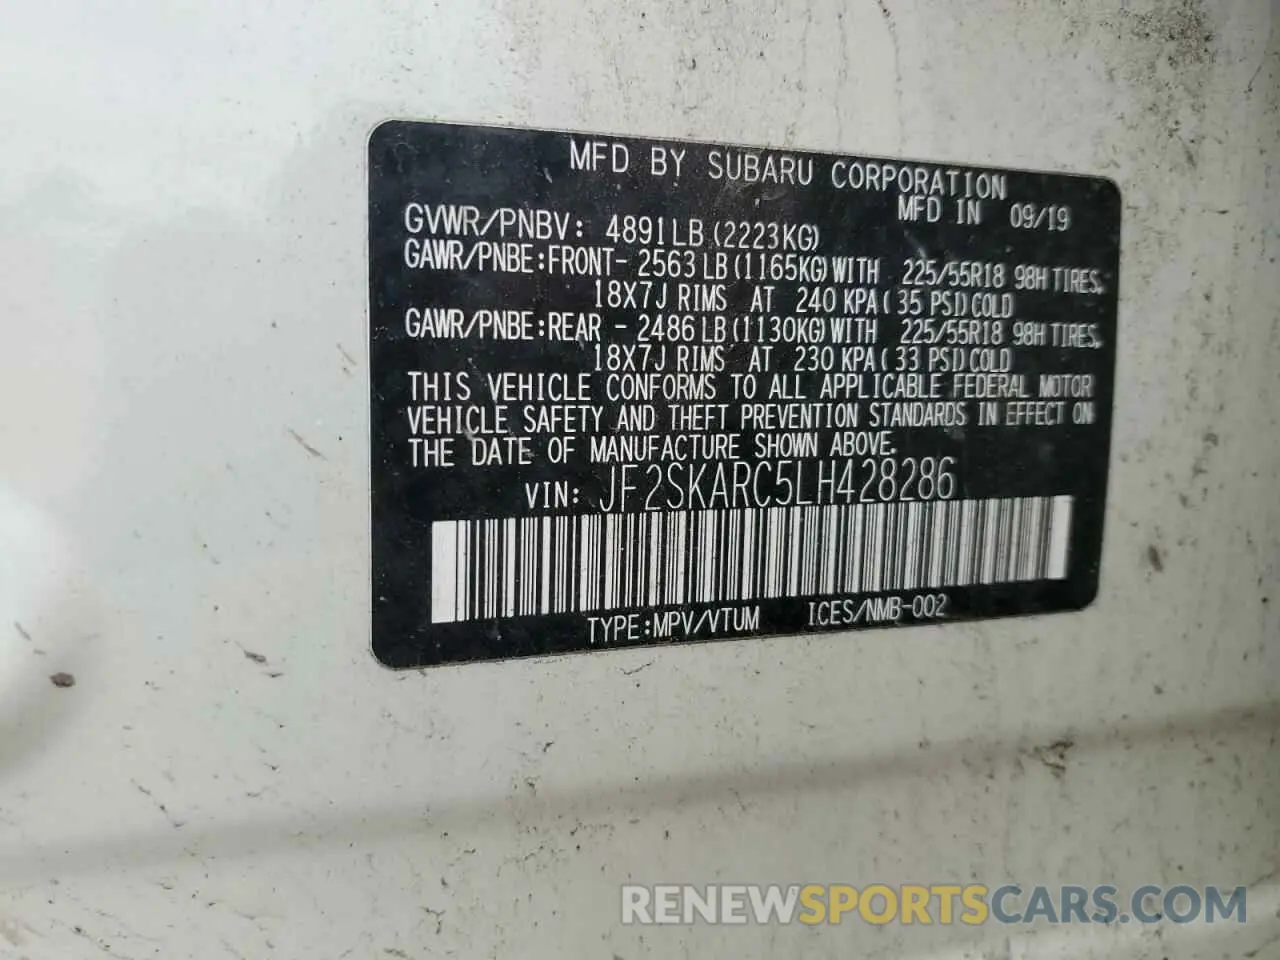 MFD BY SUBARU CORPORATION
MFD IN 09/19
GVWR/PNBV: 4891LB (2223KG)
GAWR/PNBE:FRONT- 2563LB(1165KG)WITH 225/55R18 98H TIRES,
18X7J RIMS AT 240 KPA( 35 PSI)COLD
GAWR/PNBE:REAR - 2486LB(1130KG)WITH 225/55R18 98H TIRES,
18X7J RIMS AT 230 KPA( 33 PSI)COLD
THIS VEHICLE CONFORMS TO ALL APPLICABLE FEDERAL MOTOR
VEHICLE SAFETY AND THEFT PREVENTION STANDARDS IN EFFECT ON
THE DATE OF MANUFACTURE SHOWN ABOVE.
VIN: JF2SKARC5LH428286
TYPE:MPV/VTUM ICES/NMB-002
RENEWSPORTSCARS.COM